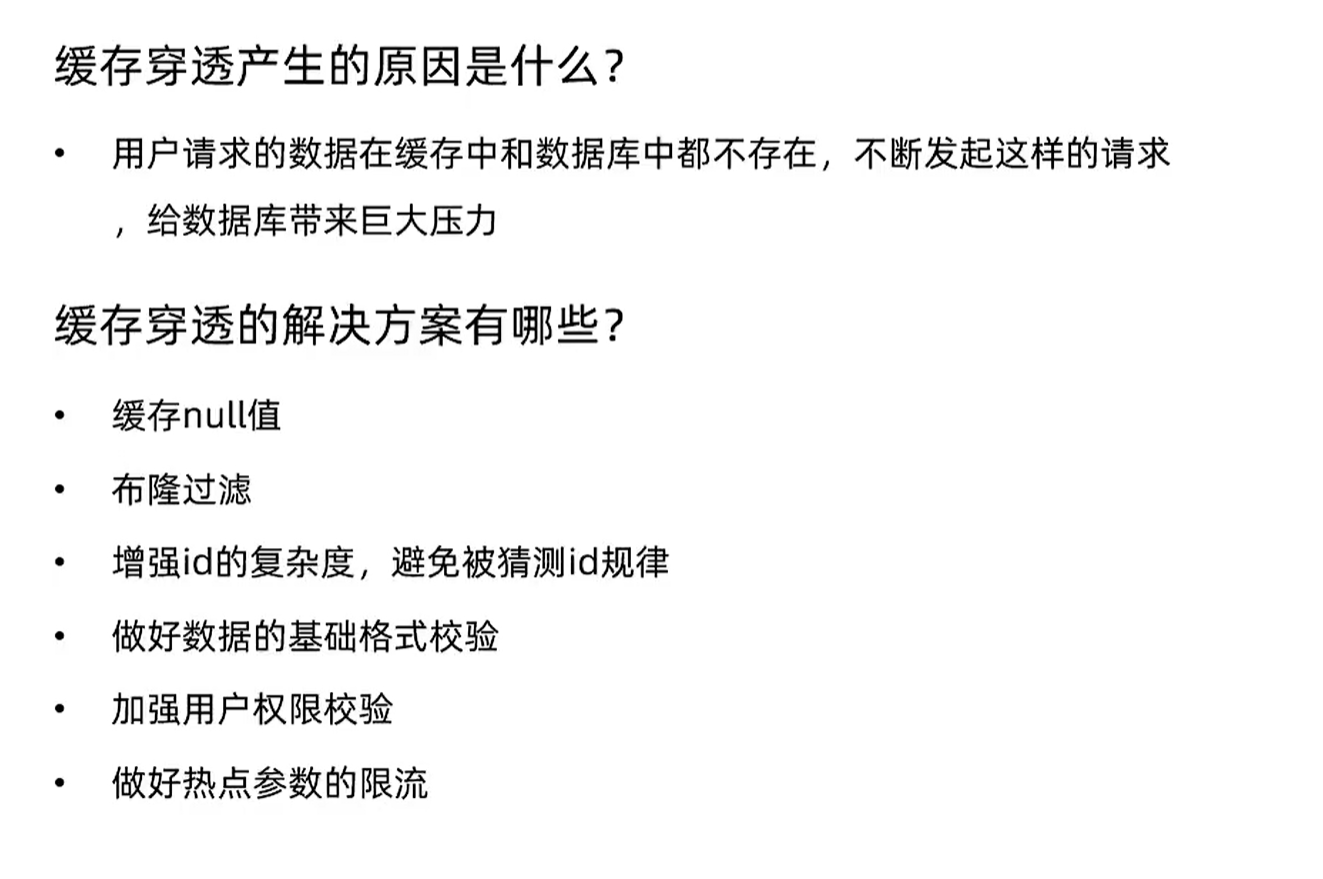 缓存穿透产生的原因是什么?
• 用户请求的数据在缓存中和数据库中都不存在，不断发起这样的请求
，给数据库带来巨大压力
缓存穿透的解决方案有哪些?
• 缓存null值
• 布隆过滤
• 增强id的复杂度，避免被猜测id规律
• 做好数据的基础格式校验
• 加强用户权限校验
• 做好热点参数的限流